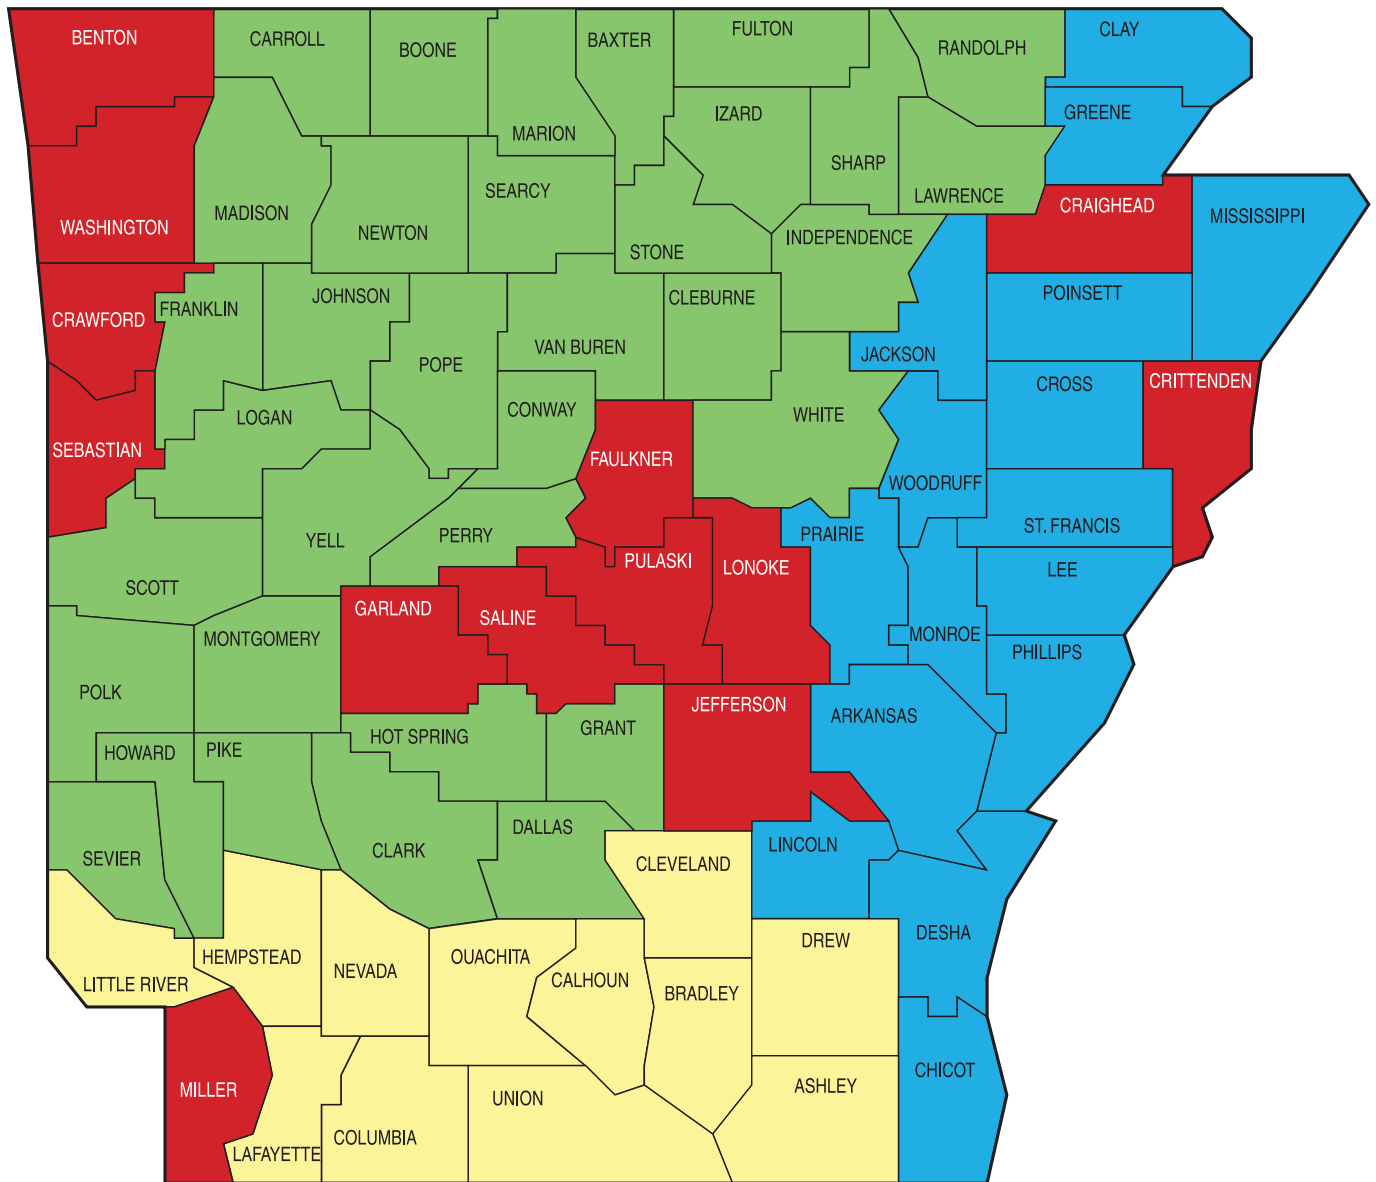 BENTON
CARROLL
BOONE
MARION
BAXTER
FULTON
RANDOLPH
CLAY
GREENE
IZARD
SHARP
LAWRENCE
WASHINGTON
MADISON
NEWTON
SEARCY
STONE
INDEPENDENCE
CRAIGHEAD
MISSISSIPPI
CRAWFORD
FRANKLIN
JOHNSON
POPE
VAN BUREN
CLEBURNE
JACKSON
POINSETT
CROSS
CRITTENDEN
SEBASTIAN
LOGAN
CONWAY
FAULKNER
WHITE
WOODRUFF
ST. FRANCIS
SCOTT
YELL
PERRY
PULASKI
LONOKE
PRAIRIE
LEE
GARLAND
SALINE
MONROE
PHILLIPS
MONTGOMERY
POLK
HOWARD
PIKE
HOT SPRING
GRANT
JEFFERSON
ARKANSAS
SEVIER
CLARK
DALLAS
CLEVELAND
LINCOLN
DESHA
LITTLE RIVER
HEMPSTEAD
NEVADA
OUACHITA
CALHOUN
BRADLEY
DREW
MILLER
LAFAYETTE
COLUMBIA
UNION
ASHLEY
CHICOT